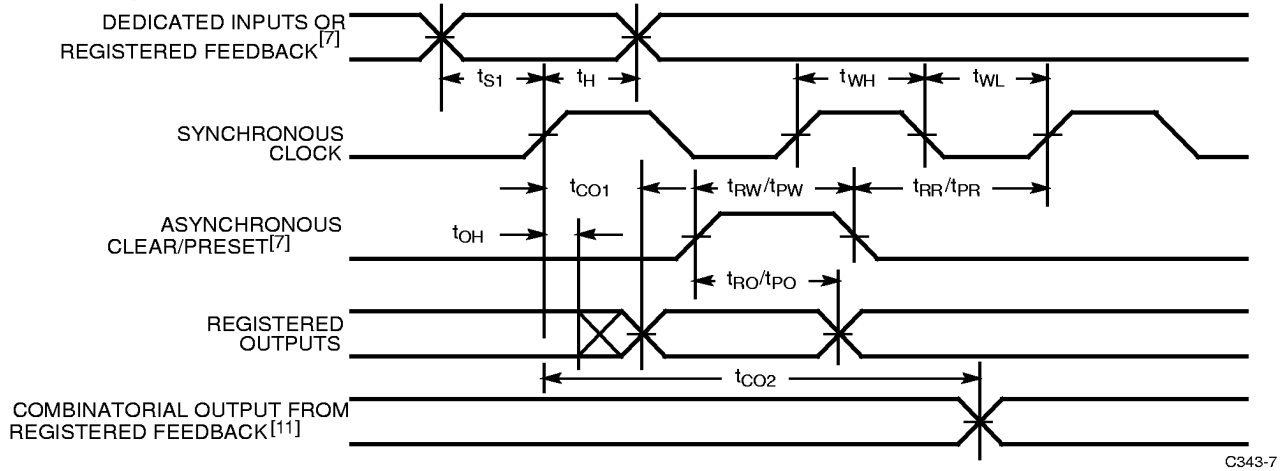 DEDICATED INPUTS OR
REGISTERED FEEDBACK[7]
tS1
tH
tWH
tWL
SYNCHRONOUS
CLOCK
tCO1
tRW/tPW
tRR/tPR
ASYNCHRONOUS
CLEAR/PRESET[7]
tOH
tRO/tPO
REGISTERED
OUTPUTS
tCO2
COMBINATORIAL OUTPUT FROM
REGISTERED FEEDBACK[11]
C343-7